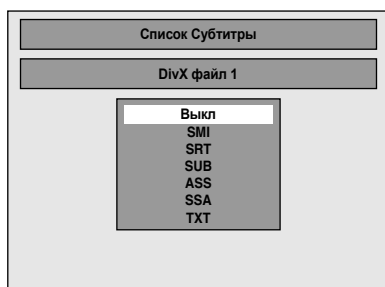 Список Субтитры
DivX файл 1
Выкл
SMI
SRT
SUB
ASS
SSA
TXT